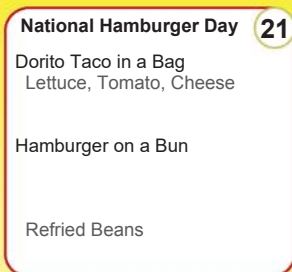 National Hamburger Day 21
Dorito Taco in a Bag
Lettuce, Tomato, Cheese
Hamburger on a Bun
Refried Beans